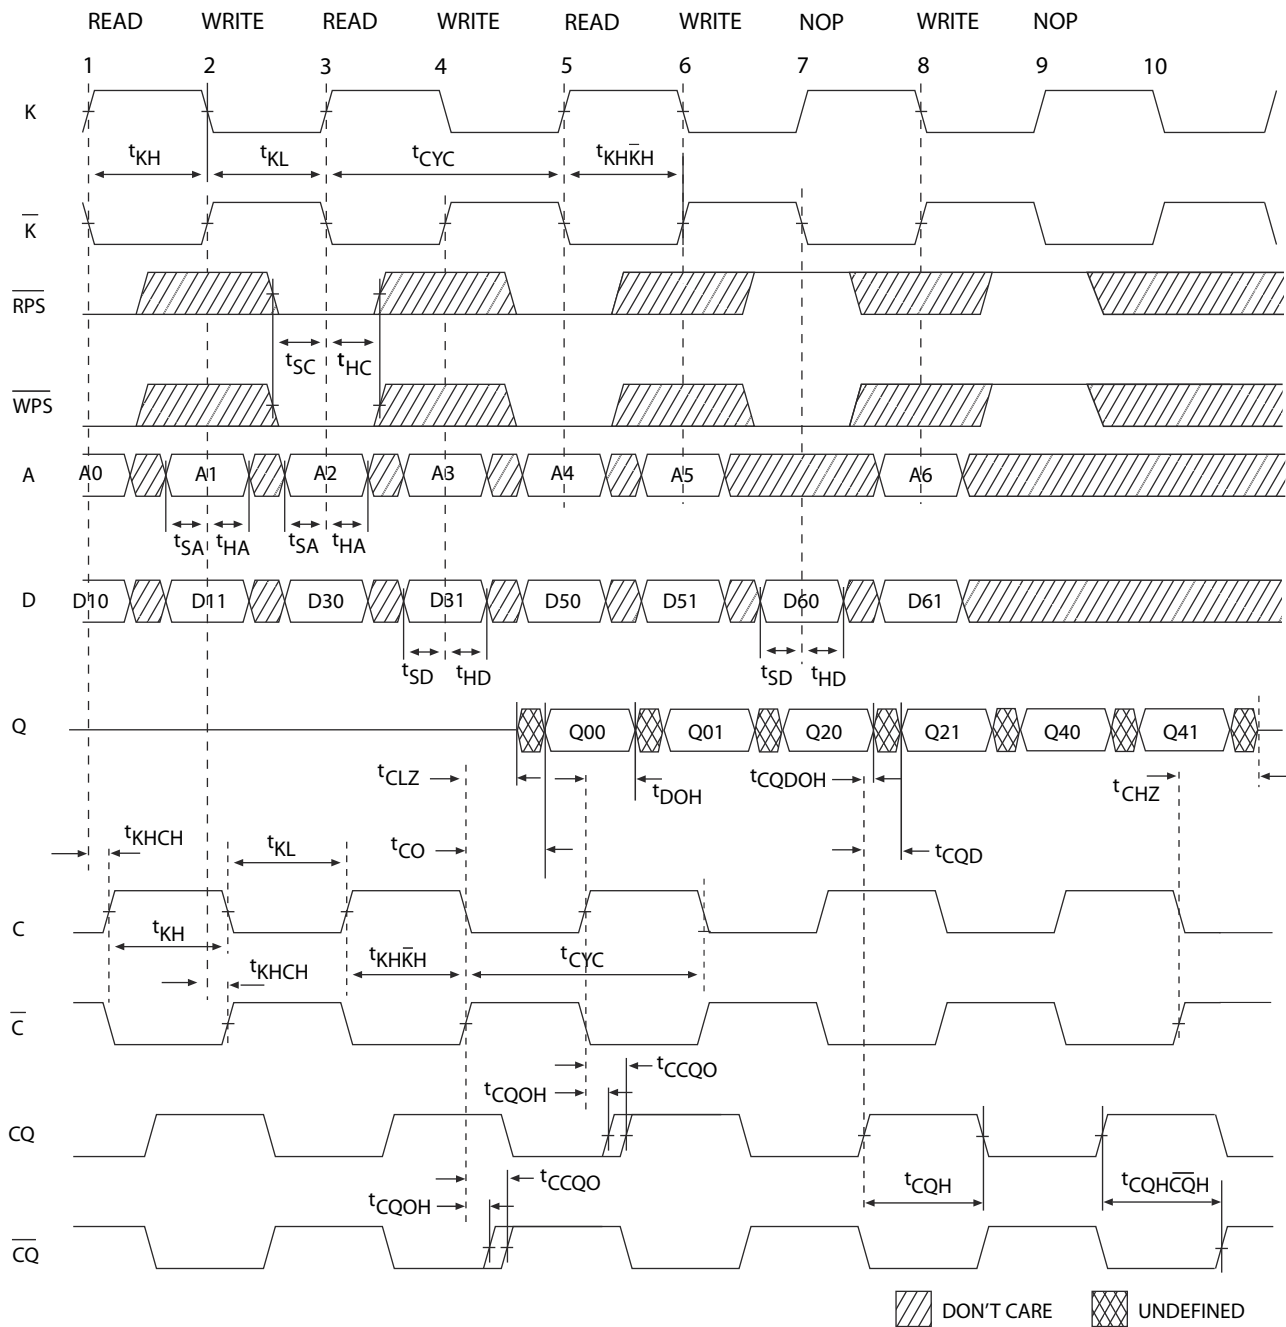 READ WRITE READ WRITE READ WRITE NOP WRITE NOP
1 2 3 4 5 6 7 8 9 10
K
tKH tKL tCYC tKHK̅H
K̅
R̅P̅S̅
tSC tHC
W̅P̅S̅
A A0 A1 A2 A3 A4 A5 A6
tSA tHA tSA tHA
D D10 D11 D30 D31 D50 D51 D60 D61
tSD tHD tSD tHD
Q Q00 Q01 Q20 Q21 Q40 Q41
tCLZ tDOH tCQDOH tCHZ
tKHCH tKL tCO tCQD
C
tKH tKHK̅H tCYC
tKHCH
C̅
tCCQO
tCQOH
CQ
tCCQO tCQH tCQHC̅Q̅H
tCQOH
C̅Q̅
DON'T CARE UNDEFINED